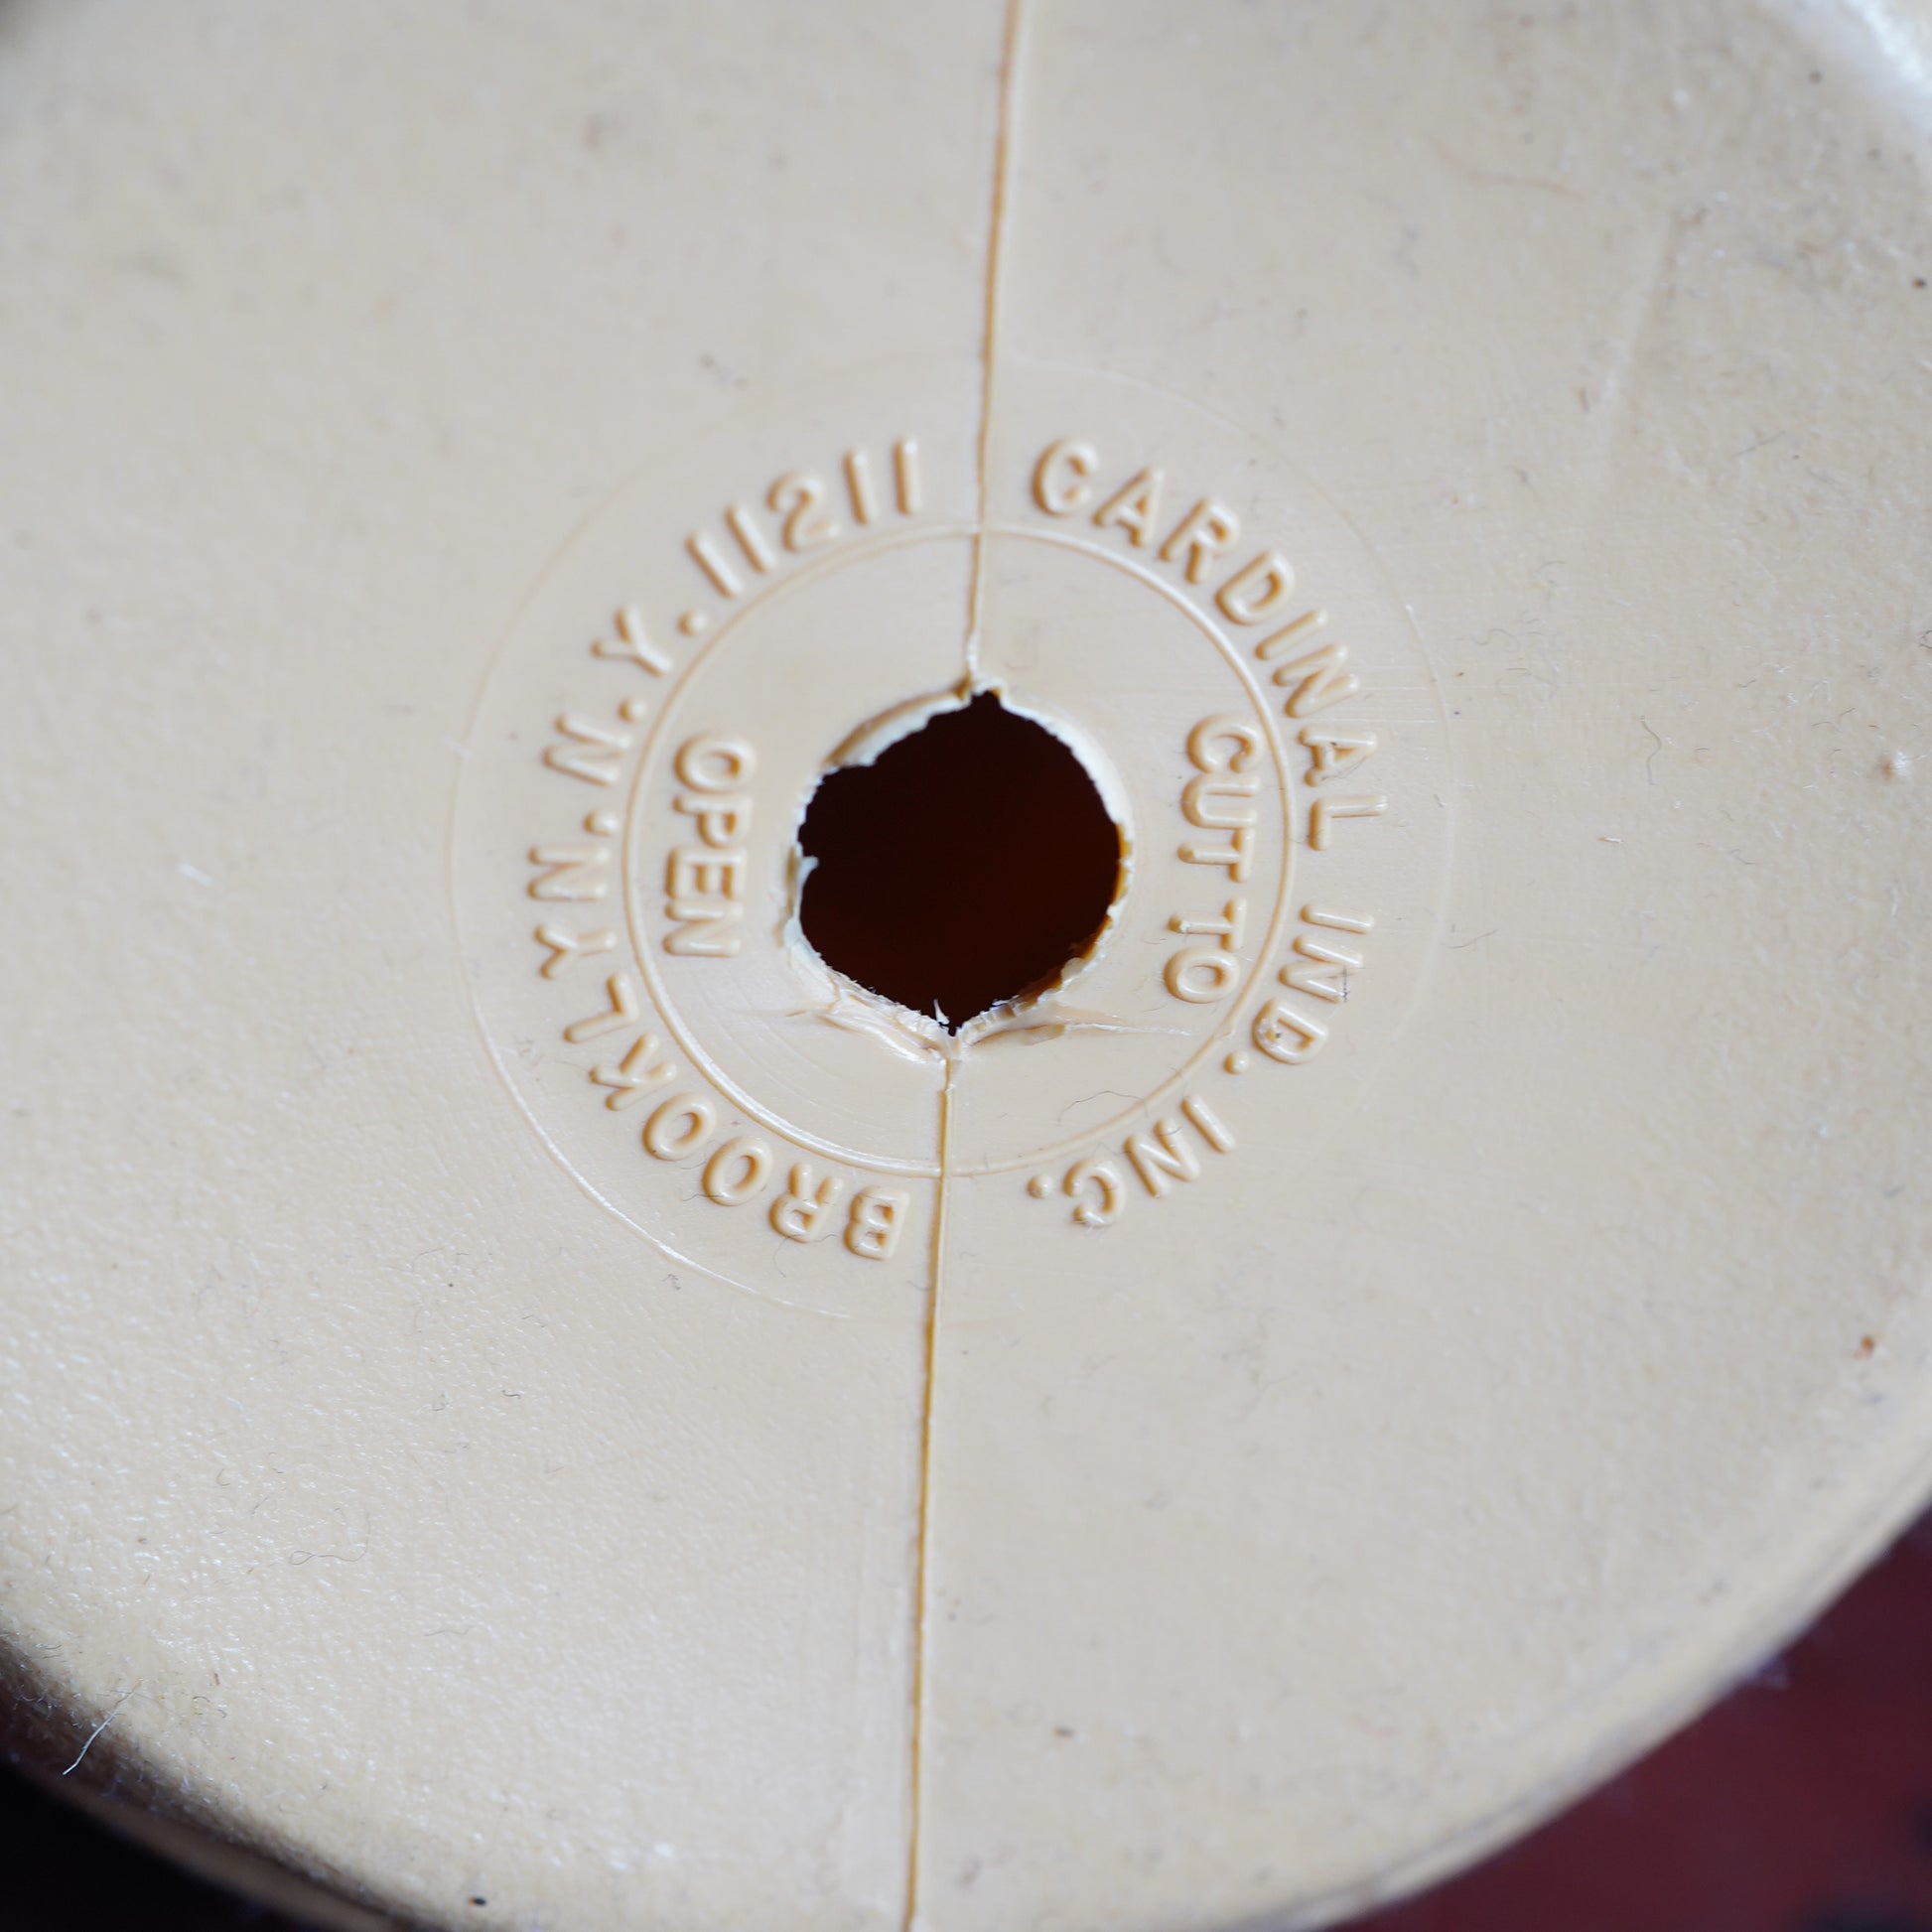 CARDINAL IND. INC.
BROOKLYN. N. Y. 11211
CUT TO
OPEN